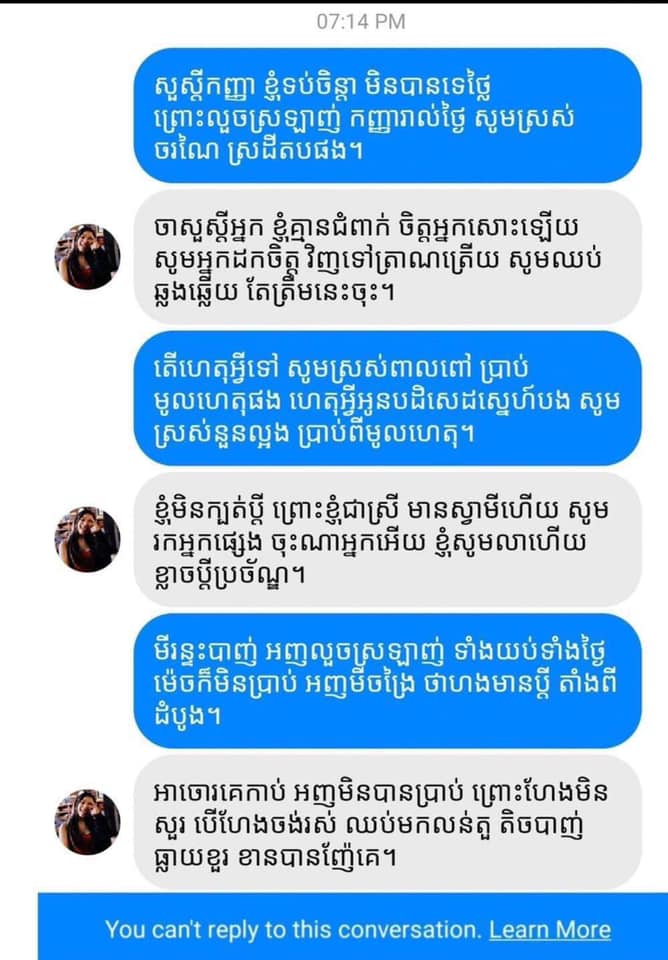 07:14 PM
សួស្តីកញ្ញា ខ្ញុំទប់ចិន្តា មិនបានទេថ្លៃ
ព្រោះលួចស្រឡាញ់ កញ្ញារាល់ថ្ងៃ សូមស្រស់
ចរណៃ ស្រដីតបផង។
ចាសួស្តីអ្នក ខ្ញុំគ្មានជំពាក់ ចិត្តអ្នកសោះឡើយ
សូមអ្នកដកចិត្ត វិញទៅត្រាណត្រើយ សូមឈប់
ឆ្លងឆ្លើយ តែត្រឹមនេះចុះ។
តើហេតុអ្វីទៅ សូមស្រស់ពាលពៅ ប្រាប់
មូលហេតុផង ហេតុអ្វីអូនបដិសេដស្នេហ៍បង សូម
ស្រស់នួនល្អង ប្រាប់ពីមូលហេតុ។
ខ្ញុំមិនក្បត់ប្តី ព្រោះខ្ញុំជាស្រី មានស្វាមីហើយ សូម
រកអ្នកផ្សេង ចុះណាអ្នកអើយ ខ្ញុំសូមលាហើយ
ខ្លាចប្តីប្រច័ណ្ឌ។
មីរន្ទះបាញ់ អញលួចស្រឡាញ់ ទាំងយប់ទាំងថ្ងៃ
ម៉េចក៏មិនប្រាប់ អញមីចង្រៃ ថាហងមានប្តី តាំងពី
ដំបូង។
អាចោរគេកាប់ អញមិនបានប្រាប់ ព្រោះហែងមិន
សួរ បើហែងចង់រស់ ឈប់មកលន់តួ តិចបាញ់
ធ្លាយខួរ ខានបានញ៉ែគេ។
You can't reply to this conversation. Learn More